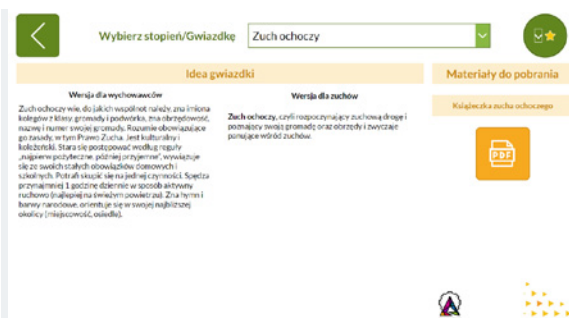 Wybierz stopień/Gwiazdkę
Zuch ochoczy
Idea gwiazdki
Materiały do pobrania
Wersja dla wychowawców
Zuch ochoczy wie, do jakich wspólnot należy, zna imiona
kolegów z klasy, gromady i podwórka, zna obrzędowość,
nazwę i numer swojej gromady. Rozumie obowiązujące
go zasady, w tym Prawo Zucha. Jest kulturalny i
koleżeński. Stara się postępować według reguły
„najpierw pożyteczne, później przyjemne”, wywiązuje
się ze swoich stałych obowiązków domowych i
szkolnych. Potrafi skupić się na jednej czynności. Spędza
przynajmniej 1 godzinę dziennie w sposób aktywny
ruchowo (najlepiej na świeżym powietrzu). Zna hymn i
barwy narodowe, orientuje się w swojej najbliższej
okolicy (miejscowość, osiedle).
Wersja dla zuchów
Zuch ochoczy, czyli rozpoczynający zuchową drogę i
poznający swoją gromadę oraz obrzędy i zwyczaje
panujące wśród zuchów.
Książeczka zucha ochoczego
PDF